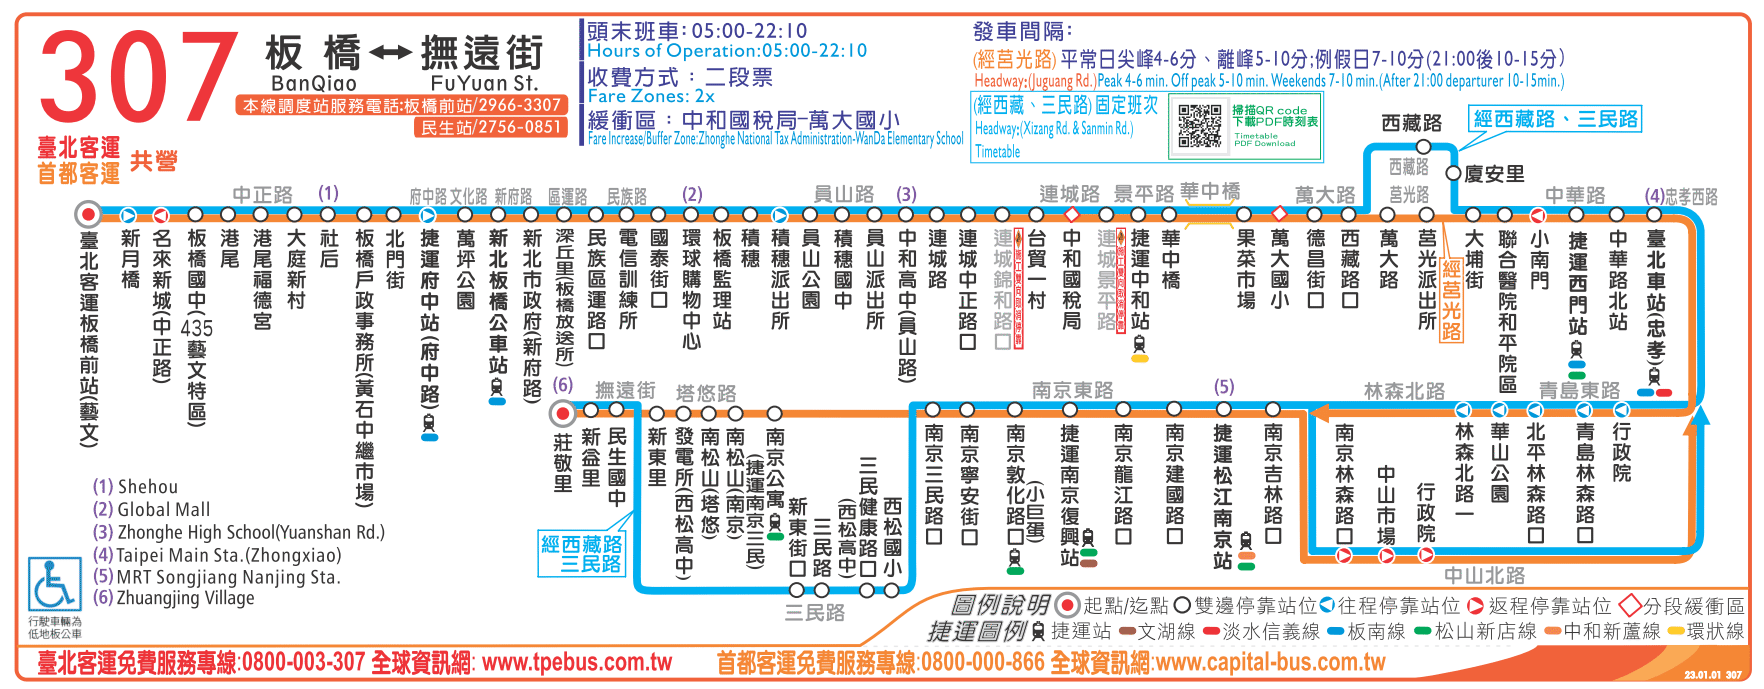 307
板 橋 ↔ 撫遠街
BanQiao FuYuan St.
本線調度站服務電話:板橋前站/2966-3307
民生站/2756-0851
臺北客運
首都客運
共營
頭末班車:05:00-22:10
Hours of Operation:05:00-22:10
收費方式:二段票
Fare Zones: 2x
緩衝區:中和國稅局-萬大國小
Fare Increase/Buffer Zone:Zhonghe National Tax Administration-WanDa Elementary School
發車間隔:
(經莒光路)平常日尖峰4-6分、離峰5-10分;例假日7-10分(21:00後10-15分)
Headway:(Juguang Rd.)Peak 4-6 min. Off peak 5-10 min. Weekends 7-10 min.(After 21:00 departurer 10-15min.)
(經西藏、三民路)固定班次
Headway:(Xizang Rd. & Sanmin Rd.)
Timetable
掃描QR code
下載PDF時刻表
Timetable
PDF Download
西藏路
經西藏路、三民路
西藏路
廈安里
中正路
(1)
府中路
文化路
新府路
區運路
民族路
(2)
員山路
(3)
連城路
景平路
華中橋
萬大路
莒光路
中華路
(4)忠孝西路
臺北客運板橋前站(藝文)
新月橋
名來新城(中正路)
板橋國中(435藝文特區)
港尾
港尾福德宮
大庭新村
社后
板橋戶政事務所(黃石中繼市場)
北門街
捷運府中站(府中路)
萬坪公園
新北板橋公車站
新北市政府(新府路)
深丘里(板橋放送所)
民族區運路口
電信訓練所
國泰街口
環球購物中心
板橋監理站
積穗
積穗派出所
員山公園
積穗國中
員山派出所
中和高中(員山路)
連城路
連城中正路口
連城錦和路口
施工雙向取消停靠
台貿一村
中和國稅局
連城景平路
施工雙向取消停靠
捷運中和站
華中橋
果菜市場
萬大國小
德昌街口
西藏路口
萬大路
莒光派出所
經莒光路
大埔街
聯合醫院和平院區
小南門
捷運西門站
中華路北站
臺北車站(忠孝)
(6)
撫遠街
塔悠路
南京東路
(5)
林森北路
青島東路
莊敬里
新益里
民生國中
新東里
發電所(西松高中)
南松山(塔悠)
南松山(南京)
南京公寓(捷運南京三民)
新東街口
三民路
三民健康路口(西松高中)
西松國小
南京三民路口
南京寧安街口
南京敦化路口(小巨蛋)
捷運南京復興站
南京龍江路口
南京建國路口
捷運松江南京站
南京吉林路口
南京林森路口
中山市場
行政院
林森北路一
華山公園
北平林森路口
青島林森路口
行政院
經西藏路
三民路
三民路
中山北路
(1) Shehou
(2) Global Mall
(3) Zhonghe High School(Yuanshan Rd.)
(4)Taipei Main Sta.(Zhongxiao)
(5)MRT Songjiang Nanjing Sta.
(6)Zhuangjing Village
行駛車輛為
低地板公車
圖例說明 起點/迄點 雙邊停靠站位 往程停靠站位 返程停靠站位 分段緩衝區
捷運圖例 捷運站 文湖線 淡水信義線 板南線 松山新店線 中和新蘆線 環狀線
臺北客運免費服務專線:0800-003-307 全球資訊網: www.tpebus.com.tw
首都客運免費服務專線:0800-000-866 全球資訊網:www.capital-bus.com.tw
23.01.01 307